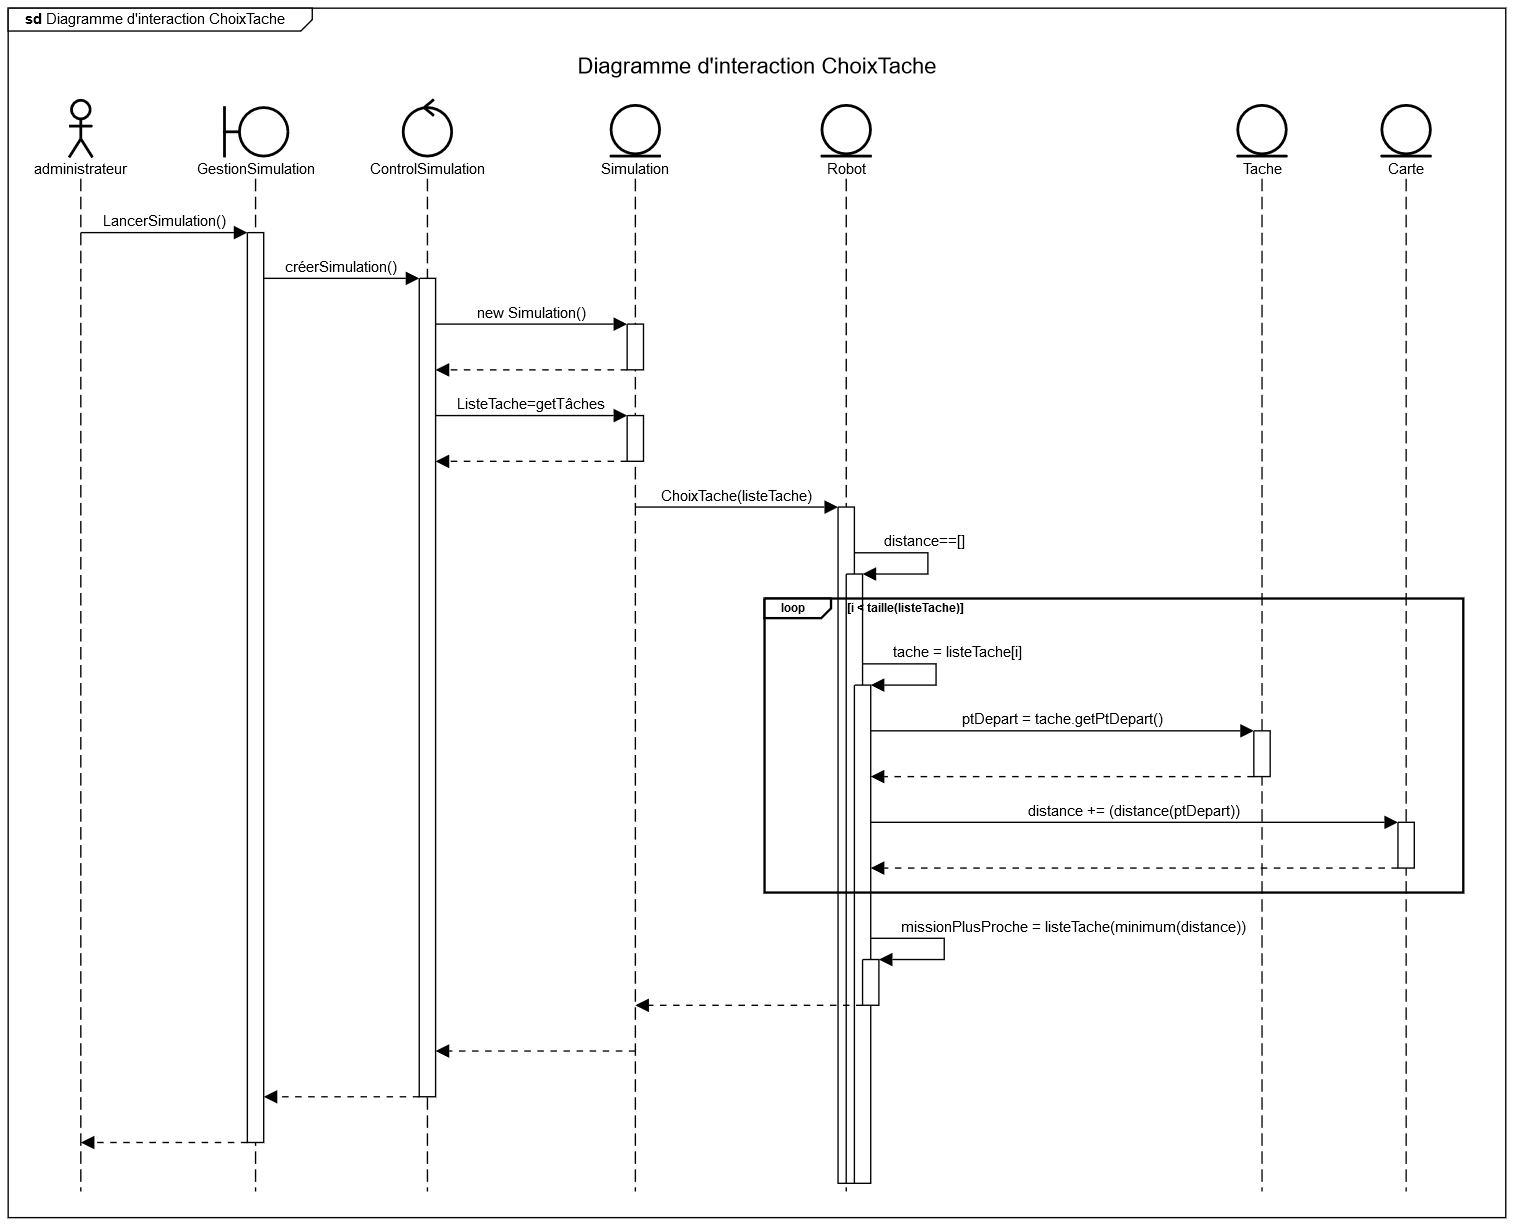 sd Diagramme d'interaction ChoixTache
Diagramme d'interaction ChoixTache
administrateur
GestionSimulation
ControlSimulation
Simulation
Robot
Tache
Carte
LancerSimulation()
créerSimulation()
new Simulation()
ListeTache=getTâches
ChoixTache(listeTache)
distance==[]
loop
[i < taille(listeTache)]
tache = listeTache[i]
ptDepart = tache.getPtDepart()
distance += (distance(ptDepart))
missionPlusProche = listeTache(minimum(distance))